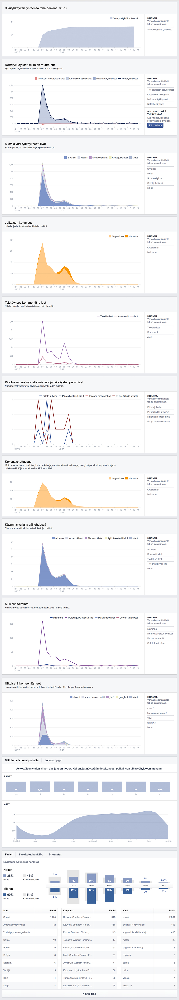 Sivutykkäyksiä yhteensä tänä päivänä: 3 276
Sivutykkäyksiä yhteensä
4K
2K
0
21 22 23 24 25 26 27 28 29 30 01 02 03 04 05 06 07 08 09 10 11 12 13 14 15 16 17 18 19
SYYS LOKA
MITTAPUU
Vertaa keskimääräistä
tehoa ajan mittaan.
Sivutykkäyksiä yhteensä
Nettotykkäykset: mikä on muuttunut
Tykkäykset - tykkäämisten peruutukset = nettotykkäykset
Tykkäämisten peruutukset Orgaaniset tykkäykset Maksetut tykkäykset Nettotykkäykset
1,2K
1K
800
600
400
200
0
21 22 23 24 25 26 27 28 29 30 01 02 03 04 05 06 07 08 09 10 11 12 13 14 15 16 17 18 19
SYYS LOKA
MITTAPUU
Vertaa keskimääräistä
tehoa ajan mittaan.
Tykkäämisten peruutukset
Orgaaniset tykkäykset
Maksetut tykkäykset
Nettotykkäykset
HALUATKO LISÄÄ
TYKKÄYKSIÄ?
Luo mainos, jolla saat
lisää tykkääjiä sivullesi.
Edistä sivua
Mistä sivusi tykkäykset tulivat
Sivun tykkäysten määrä eriteltynä paikan mukaan.
Sivullasi Mobiili Sivutykkäykset Omat julkaisusi Muut
1,2K
1K
800
600
400
200
0
21 22 23 24 25 26 27 28 29 30 01 02 03 04 05 06 07 08 09 10 11 12 13 14 15 16 17 18 19
SYYS LOKA
MITTAPUU
Vertaa keskimääräistä
tehoa ajan mittaan.
Sivullasi
Mobiili
Sivutykkäykset
Omat julkaisusi
Muut
Julkaisun kattavuus
Julkaisujesi nähneiden henkilöiden määrä.
Orgaaninen Maksettu
40K
30K
20K
10K
0
21 22 23 24 25 26 27 28 29 30 01 02 03 04 05 06 07 08 09 10 11 12 13 14 15 16 17 18 19
SYYS LOKA
MITTAPUU
Vertaa keskimääräistä
tehoa ajan mittaan.
Orgaaninen
Maksettu
Tykkäykset, kommentit ja jaot
Näiden toimien avulla tavoitat enemmän ihmisiä.
Tykkäämiset Kommentit Jaot
2,5K
2K
1,5K
1K
500
0
21 22 23 24 25 26 27 28 29 30 01 02 03 04 05 06 07 08 09 10 11 12 13 14 15 16 17 18 19
SYYS LOKA
MITTAPUU
Vertaa keskimääräistä
tehoa ajan mittaan.
Tykkäämiset
Kommentit
Jaot
Piilotukset, roskaposti-ilmiannot ja tykkäysten perumiset
Nämä toimet vähentävät tavoittamiesi henkilöiden määrää.
Piilota julkaisu Piilota kaikki julkaisut Ilmianna roskapostina En tykkääkään sivusta
3
2
1
0
21 22 23 24 25 26 27 28 29 30 01 02 03 04 05 06 07 08 09 10 11 12 13 14 15 16 17 18 19
SYYS LOKA
MITTAPUU
Vertaa keskimääräistä
tehoa ajan mittaan.
Piilota julkaisu
Piilota kaikki julkaisut
Ilmianna roskapostina
En tykkääkään sivusta
Kokonaiskattavuus
Mitä tahansa sivusi toimintaa, kuten julkaisuja, muiden tekemiä julkaisuja, sivutykkäysmainoksia, mainintoja ja
paikkamerkintöjä, nähneiden henkilöiden määrä.
Orgaaninen Maksettu
60K
40K
20K
0
21 22 23 24 25 26 27 28 29 30 01 02 03 04 05 06 07 08 09 10 11 12 13 14 15 16 17 18 19
SYYS LOKA
MITTAPUU
Vertaa keskimääräistä
tehoa ajan mittaan.
Orgaaninen
Maksettu
Käynnit sivulla ja välilehdessä
Sivusi kunkin välilehden katselukertojen määrä.
Aikajana Kuvat-välilehti Tiedot-välilehti Tykkäykset-välilehti Muut
6K
5K
4K
3K
2K
1K
0
21 22 23 24 25 26 27 28 29 30 01 02 03 04 05 06 07 08 09 10 11 12 13 14 15 16 17 18 19
SYYS LOKA
MITTAPUU
Vertaa keskimääräistä
tehoa ajan mittaan.
Aikajana
Kuvat-välilehti
Tiedot-välilehti
Tykkäykset-välilehti
Muut
Muu sivutoiminta
Kuinka monta kertaa ihmiset ovat tehneet sivuusi liittyviä toimia.
Maininnat Muiden julkaisut sivullasi Paikkamerkinnät Ostetut tarjoukset
150
100
50
0
21 22 23 24 25 26 27 28 29 30 01 02 03 04 05 06 07 08 09 10 11 12 13 14 15 16 17 18 19
SYYS LOKA
MITTAPUU
Vertaa keskimääräistä
tehoa ajan mittaan.
Maininnat
Muiden julkaisut sivullasi
Paikkamerkinnät
Ostetut tarjoukset
Ulkoiset liikenteen lähteet
Kuinka monta kertaa ihmiset ovat tulleet sivullesi Facebookin ulkopuolisesta sivustosta.
stara.fi kouvolansanomat.fi yle.fi google.fi Muut
500
400
300
200
100
0
21 22 23 24 25 26 27 28 29 30 01 02 03 04 05 06 07 08 09 10 11 12 13 14 15 16 17 18 19
SYYS LOKA
MITTAPUU
Vertaa keskimääräistä
tehoa ajan mittaan.
stara.fi
kouvolansanomat.fi
yle.fi
google.fi
Muut
Milloin fanisi ovat paikalla Julkaisutyypit
Äskettäisen yhden viikon ajanjakson tiedot. Kellonajat näytetään tietokoneesi paikallisen aikavyöhykkeen mukaan.
PÄIVÄT
3K 3,1K 3K 3K 3K 3K 2,9K
ma ti ke to pe la su
AJAT
1,5K
1K
500
0
Keskiyö 3am 6am 9am Keskipäivä 3pm 6pm 9pm Keskiyö
Fanisi Tavoitetut henkilöt Sitoutetut
Sivustasi tykkäävät henkilöt
Naiset
38% 46%
Fanisi Koko Facebook
2% 7% 11% 9% 6% 3% 0,8%
13-17 18-24 25-34 35-44 45-54 55-64 65+
Miehet
60% 54%
Fanisi Koko Facebook
5% 11% 18% 16% 7% 2% 1%
Maa Fanisi Kaupunki Fanisi Kieli Fanisi
Suomi 3 175 Helsinki, Southern Finlan... 913 suomi 2 391
Amerikan yhdysvallat 12 Kouvola, Southern Finlan... 756 englanti (Yhdysvallat) 408
Yhdistynyt kuningaskunta 11 Espoo, Southern Finland, ... 145 englanti (Iso-Britannia) 406
Saksa 10 Tampere, Western Finland... 117 ruotsi 25
Ruotsi 9 Vantaa, Southern Finland, ... 97 englanti (merirosvo) 8
Belgia 8 Lahti, Southern Finland, F... 81 espanja 6
Espanja 6 Jyväskylä, Western Finlan... 71 saksa 6
Venäjä 5 Kuusankoski, Southern Fi... 68 italia 4
Italia 4 Turku, Western Finland, Fi... 58 venäjä 4
Norja 4 Lappeenranta, Southern F... 55 leetspeak 3
Näytä lisää